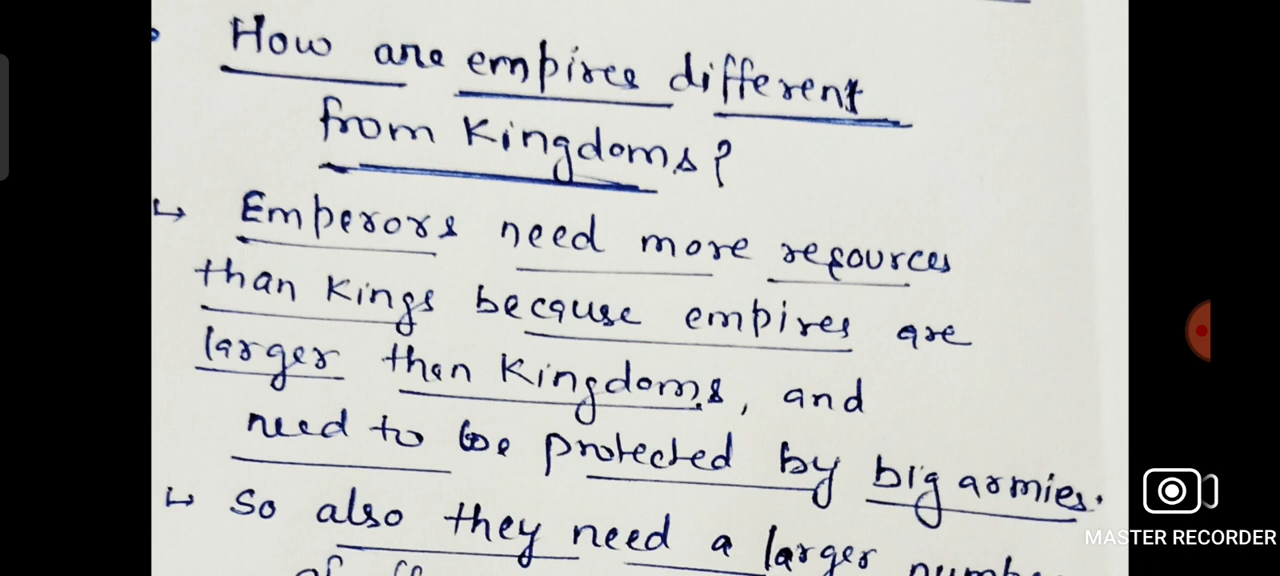 How are empires different
from Kingdoms?
↳ Emperors need more resources
than Kings because empires are
larger than Kingdoms, and
need to be protected by big armies.
↳ So also they need a larger
MASTER RECORDER